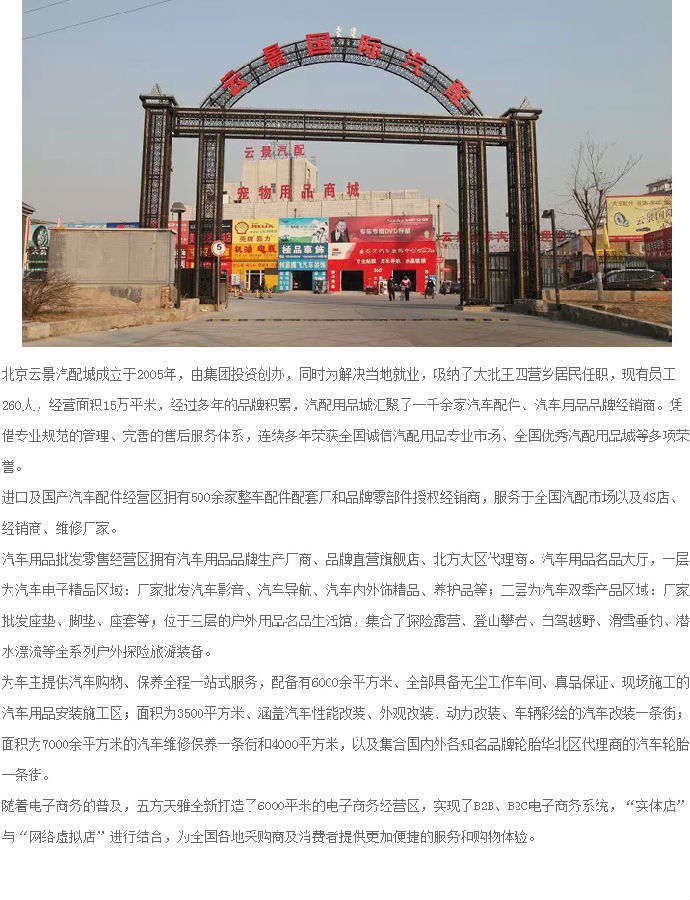 云景国际汽配
云景汽配
宠物用品商城
HELIX
壳牌喜力
机油电瓶
极品车饰
专车专用DVD导航
360°
5
云景国际汽配
北京云景汽配城成立于2005年，由集团投资创办，同时为解决当地就业，吸纳了大批王四营乡居民任职，现有员工
260人，经营面积15万平米，经过多年的品牌积累，汽配用品城汇聚了一千余家汽车配件、汽车用品品牌经销商。凭
借专业规范的管理、完善的售后服务体系，连续多年荣获全国诚信汽配用品专业市场、全国优秀汽配用品城等多项荣
誉。
进口及国产汽车配件经营区拥有500余家整车配件配套厂和品牌零部件授权经销商，服务于全国汽配市场以及4S店、
经销商、维修厂家。
汽车用品批发零售经营区拥有汽车用品品牌生产厂商、品牌直营旗舰店、北方大区代理商。汽车用品名品大厅，一层
为汽车电子精品区域：厂家批发汽车影音、汽车导航、汽车内外饰精品、养护品等；二层为汽车双季产品区域：厂家
批发座垫、脚垫、座套等，位于三层的户外用品名品生活馆，集合了探险露营、登山攀岩、自驾越野、滑雪垂钓、潜
水漂流等全系列户外探险旅游装备。
为车主提供汽车购物、保养全程一站式服务，配备有6000余平方米、全部具备无尘工作车间、真品保证、现场施工的
汽车用品安装施工区；面积为3500平方米、涵盖汽车性能改装、外观改装、动力改装、车辆彩绘的汽车改装一条街；
面积为7000余平方米的汽车维修保养一条街和4000平方米，以及集合国内外各知名品牌轮胎华北区代理商的汽车轮胎
一条街。
随着电子商务的普及，五方天雅全新打造了6000平米的电子商务经营区，实现了B2B、B2C电子商务系统，“实体店”
与“网络虚拟店”进行结合，为全国各地采购商及消费者提供更加便捷的服务和购物体验。